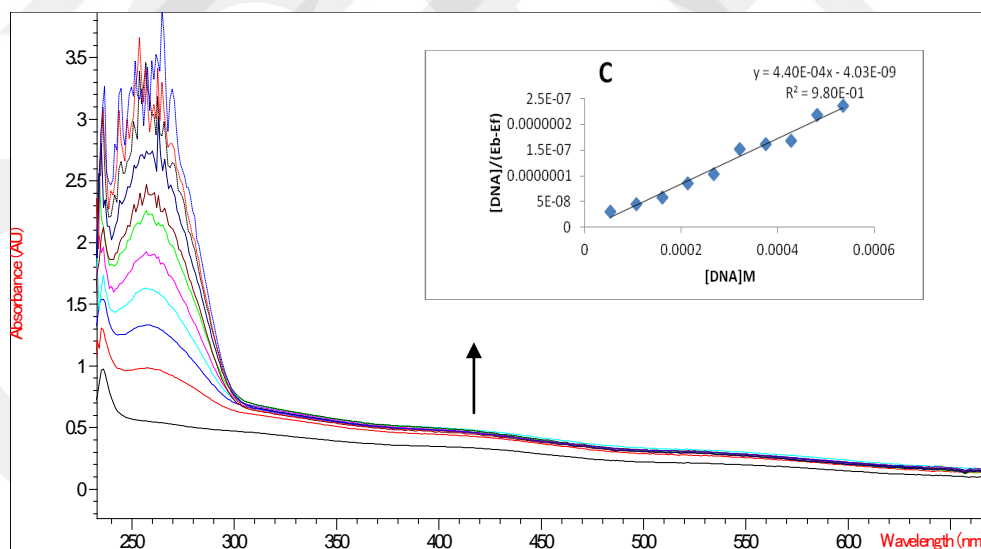 Absorbance (AU)
3.5
3
2.5
2
1.5
1
0.5
0
250
300
350
400
450
500
550
600
Wavelength (nm)
C
y = 4.40E-04x - 4.03E-09
R² = 9.80E-01
[DNA]/(Eb-Ef)
2.5E-07
0.0000002
1.5E-07
0.0000001
5E-08
0
0
0.0002
0.0004
0.0006
[DNA]M